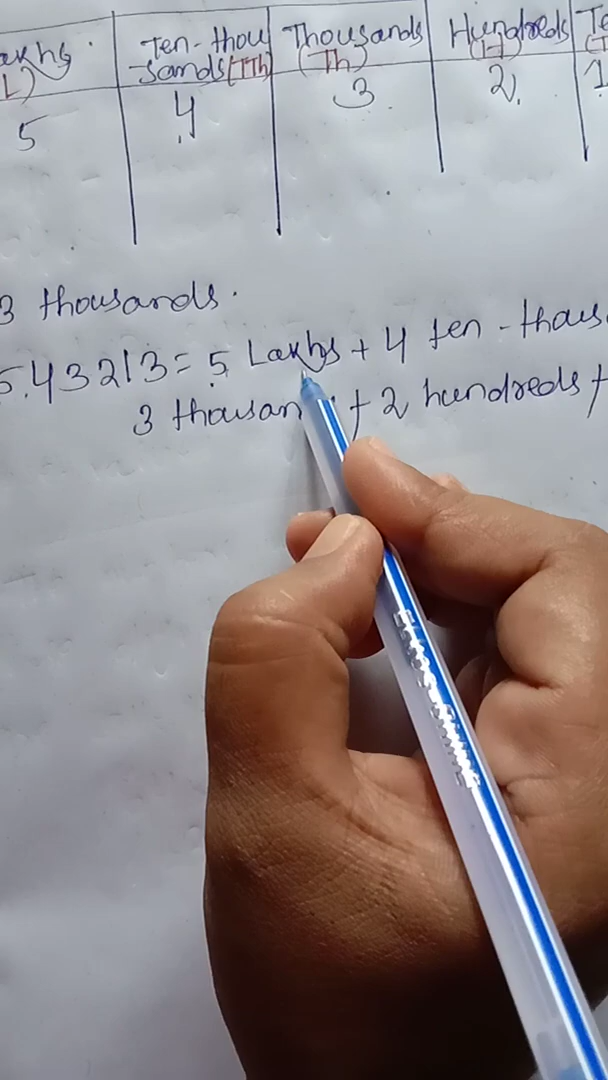 Ten-thou Thousands Hundreds
L) sands(TTh) (Th) (H)
5 4 3 2 1
3 thousands.
5,43213 = 5 Lakhs + 4 ten-thous
3 thousan + 2 hundreds +